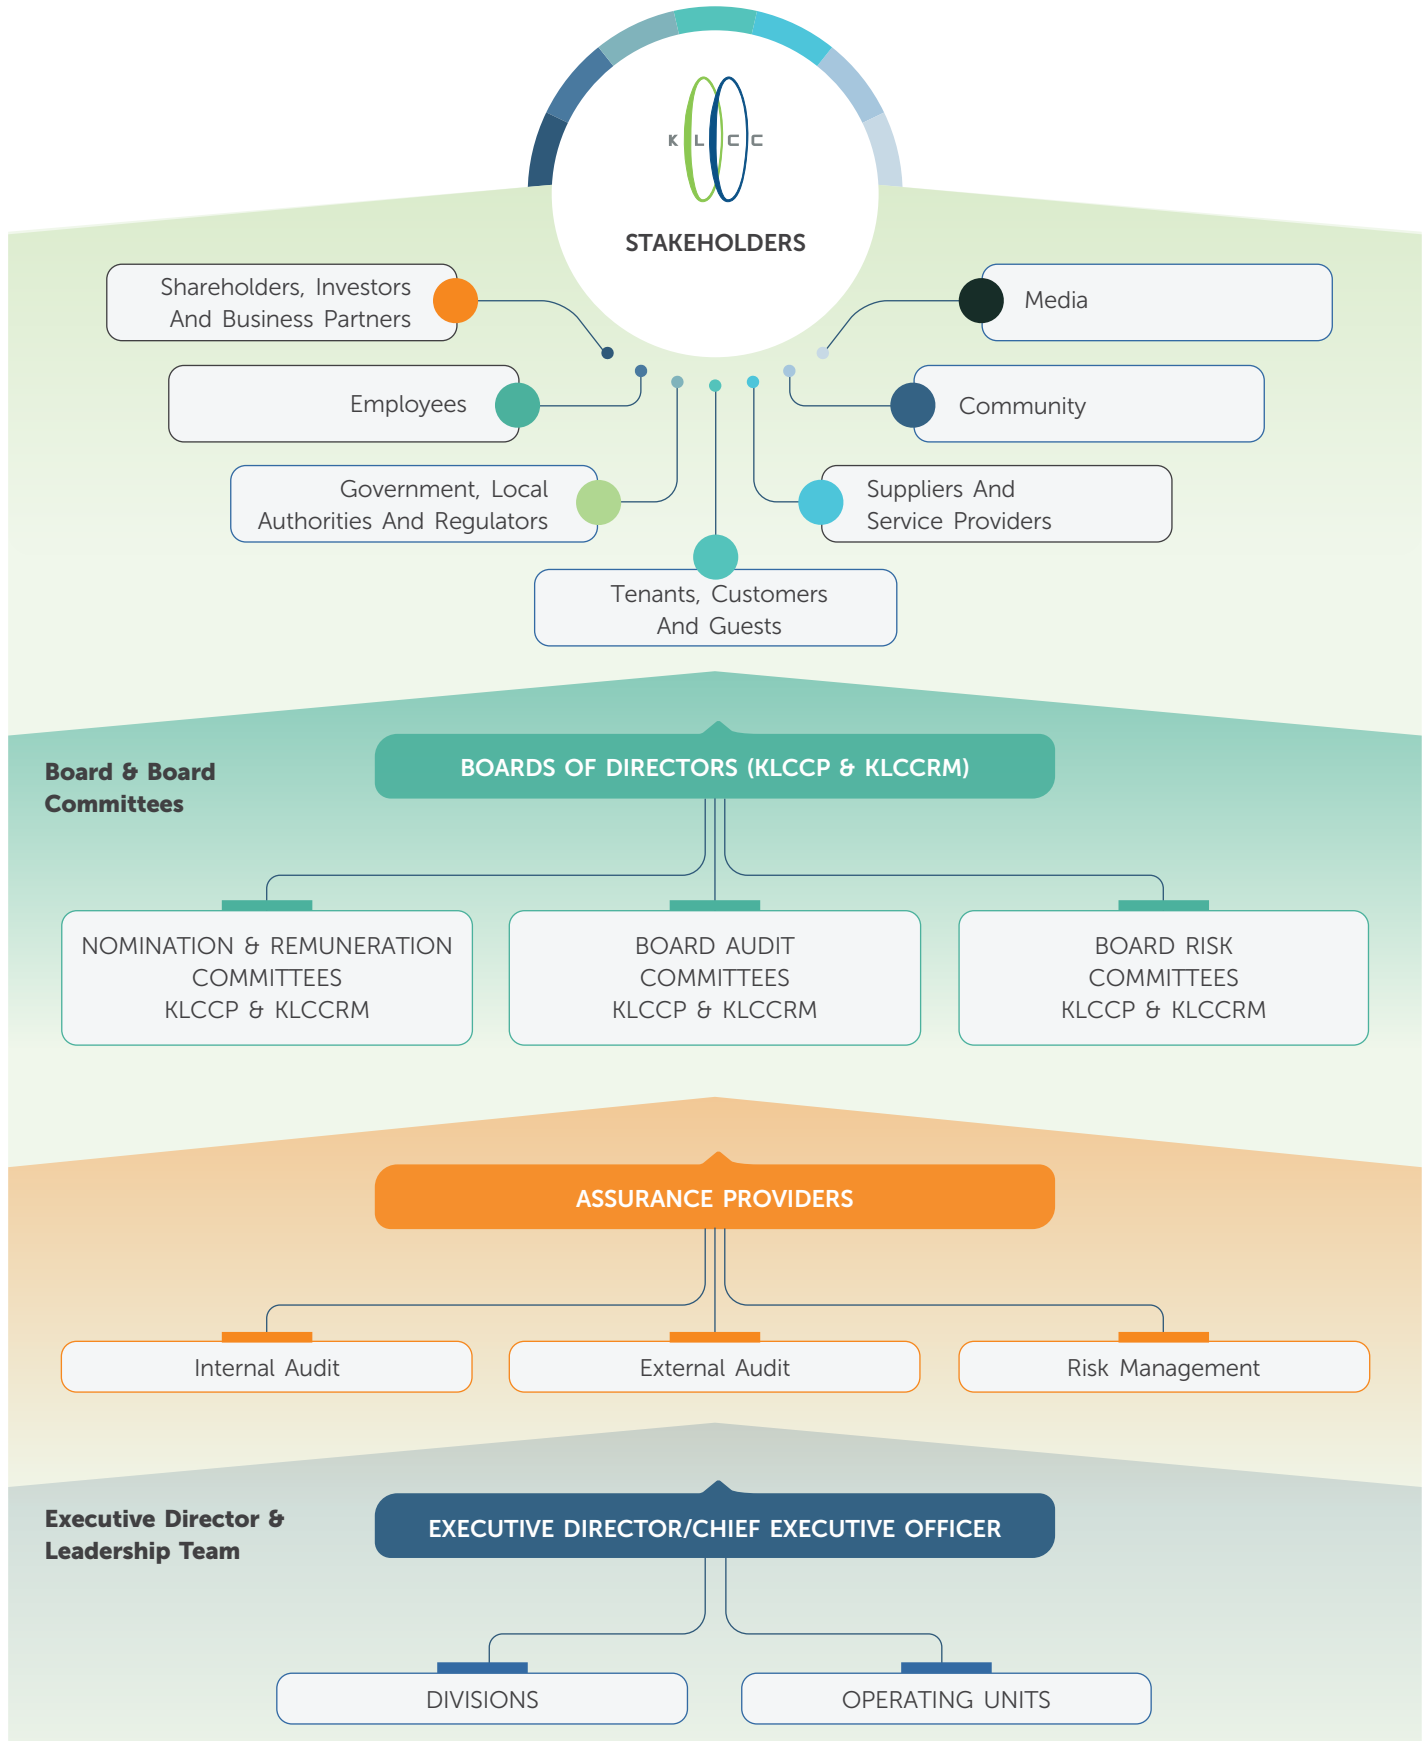 KLCC
STAKEHOLDERS
Shareholders, Investors
And Business Partners
Media
Employees
Community
Government, Local
Authorities And Regulators
Suppliers And
Service Providers
Tenants, Customers
And Guests
Board & Board
Committees
BOARDS OF DIRECTORS (KLCCP & KLCCRM)
NOMINATION & REMUNERATION
COMMITTEES
KLCCP & KLCCRM
BOARD AUDIT
COMMITTEES
KLCCP & KLCCRM
BOARD RISK
COMMITTEES
KLCCP & KLCCRM
ASSURANCE PROVIDERS
Internal Audit
External Audit
Risk Management
Executive Director &
Leadership Team
EXECUTIVE DIRECTOR/CHIEF EXECUTIVE OFFICER
DIVISIONS
OPERATING UNITS